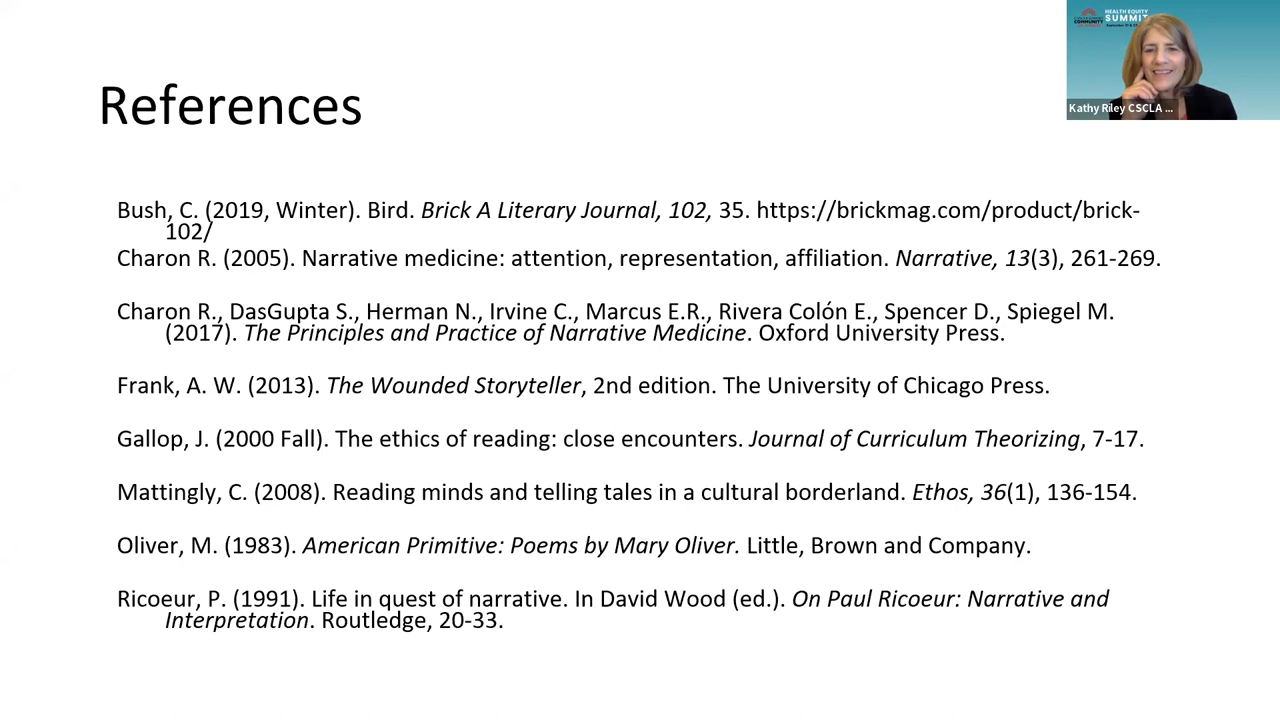 HEALTH EQUITY
SUMMIT
COMMUNITY
Kathy Riley CSCLA ...
References
Bush, C. (2019, Winter). Bird. Brick A Literary Journal, 102, 35. https://brickmag.com/product/brick-
102/
Charon R. (2005). Narrative medicine: attention, representation, affiliation. Narrative, 13(3), 261-269.
Charon R., DasGupta S., Herman N., Irvine C., Marcus E.R., Rivera Colón E., Spencer D., Spiegel M.
(2017). The Principles and Practice of Narrative Medicine. Oxford University Press.
Frank, A. W. (2013). The Wounded Storyteller, 2nd edition. The University of Chicago Press.
Gallop, J. (2000 Fall). The ethics of reading: close encounters. Journal of Curriculum Theorizing, 7-17.
Mattingly, C. (2008). Reading minds and telling tales in a cultural borderland. Ethos, 36(1), 136-154.
Oliver, M. (1983). American Primitive: Poems by Mary Oliver. Little, Brown and Company.
Ricoeur, P. (1991). Life in quest of narrative. In David Wood (ed.). On Paul Ricoeur: Narrative and
Interpretation. Routledge, 20-33.